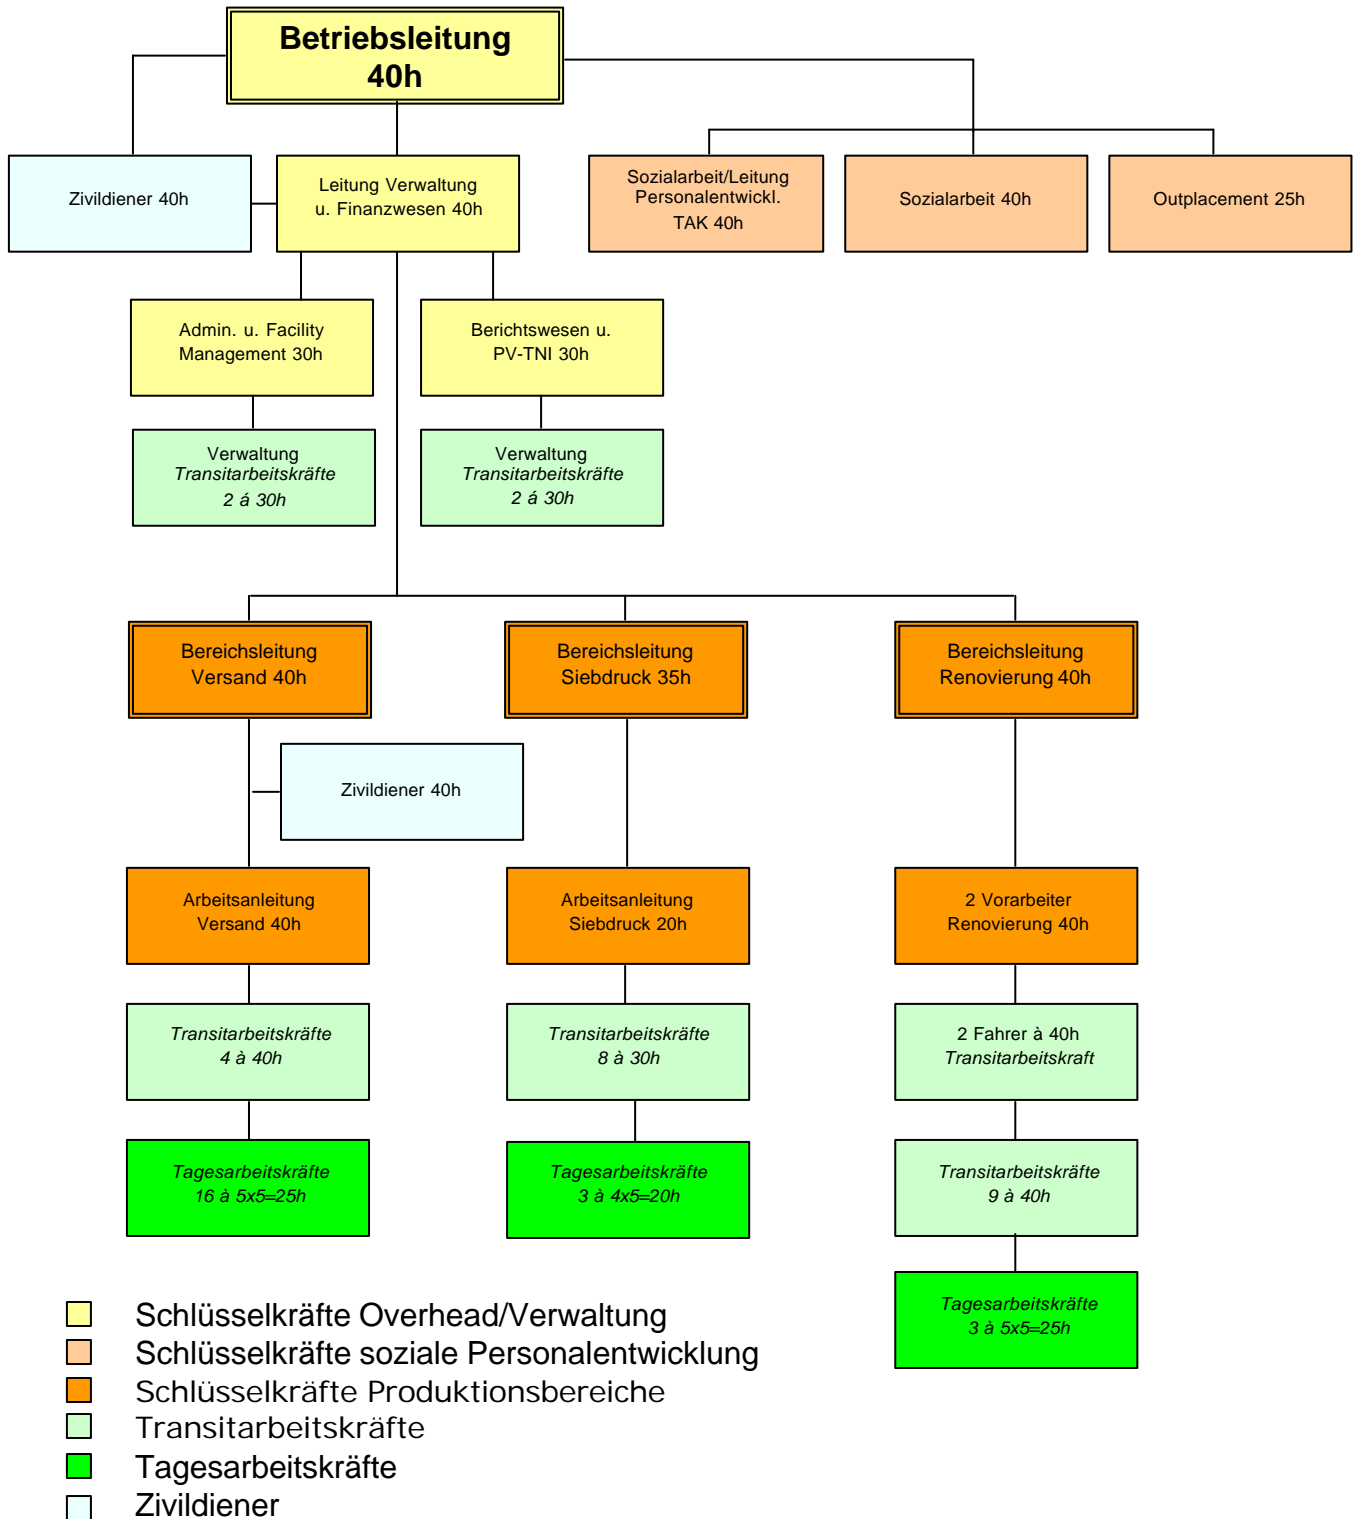 Betriebsleitung
40h
Zivildiener 40h
Leitung Verwaltung
u. Finanzwesen 40h
Sozialarbeit/Leitung
Personalentwickl.
TAK 40h
Sozialarbeit 40h
Outplacement 25h
Admin. u. Facility
Management 30h
Berichtswesen u.
PV-TNI 30h
Verwaltung
Transitarbeitskräfte
2 á 30h
Verwaltung
Transitarbeitskräfte
2 á 30h
Bereichsleitung
Versand 40h
Bereichsleitung
Siebdruck 35h
Bereichsleitung
Renovierung 40h
Zivildiener 40h
Arbeitsanleitung
Versand 40h
Arbeitsanleitung
Siebdruck 20h
2 Vorarbeiter
Renovierung 40h
Transitarbeitskräfte
4 à 40h
Transitarbeitskräfte
8 à 30h
2 Fahrer à 40h
Transitarbeitskraft
Tagesarbeitskräfte
16 à 5x5=25h
Tagesarbeitskräfte
3 à 4x5=20h
Transitarbeitskräfte
9 à 40h
Tagesarbeitskräfte
3 à 5x5=25h
Schlüsselkräfte Overhead/Verwaltung
Schlüsselkräfte soziale Personalentwicklung
Schlüsselkräfte Produktionsbereiche
Transitarbeitskräfte
Tagesarbeitskräfte
Zivildiener